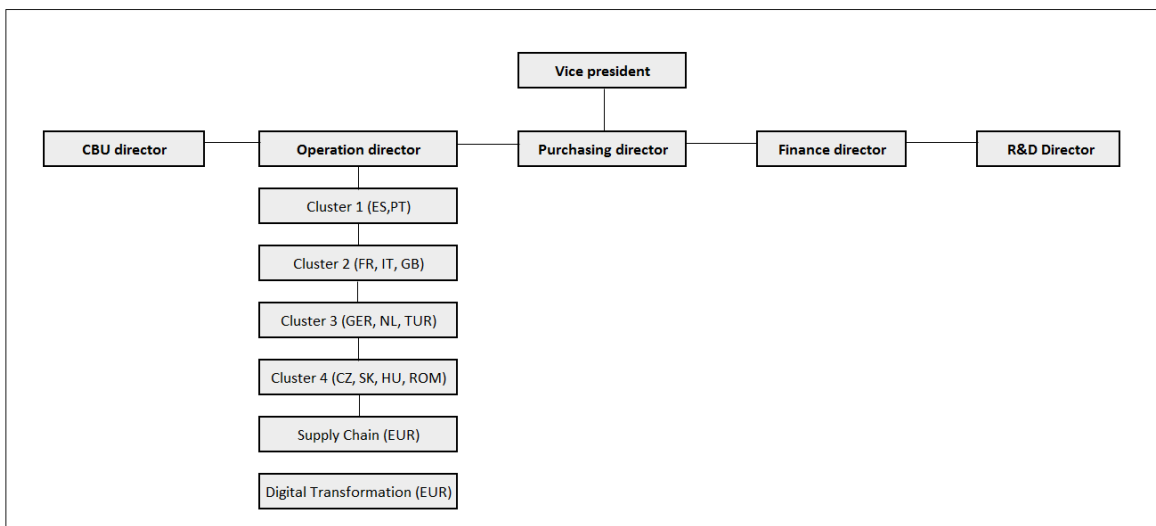 Vice president
CBU director
Operation director
Purchasing director
Finance director
R&D Director
Cluster 1 (ES,PT)
Cluster 2 (FR, IT, GB)
Cluster 3 (GER, NL, TUR)
Cluster 4 (CZ, SK, HU, ROM)
Supply Chain (EUR)
Digital Transformation (EUR)